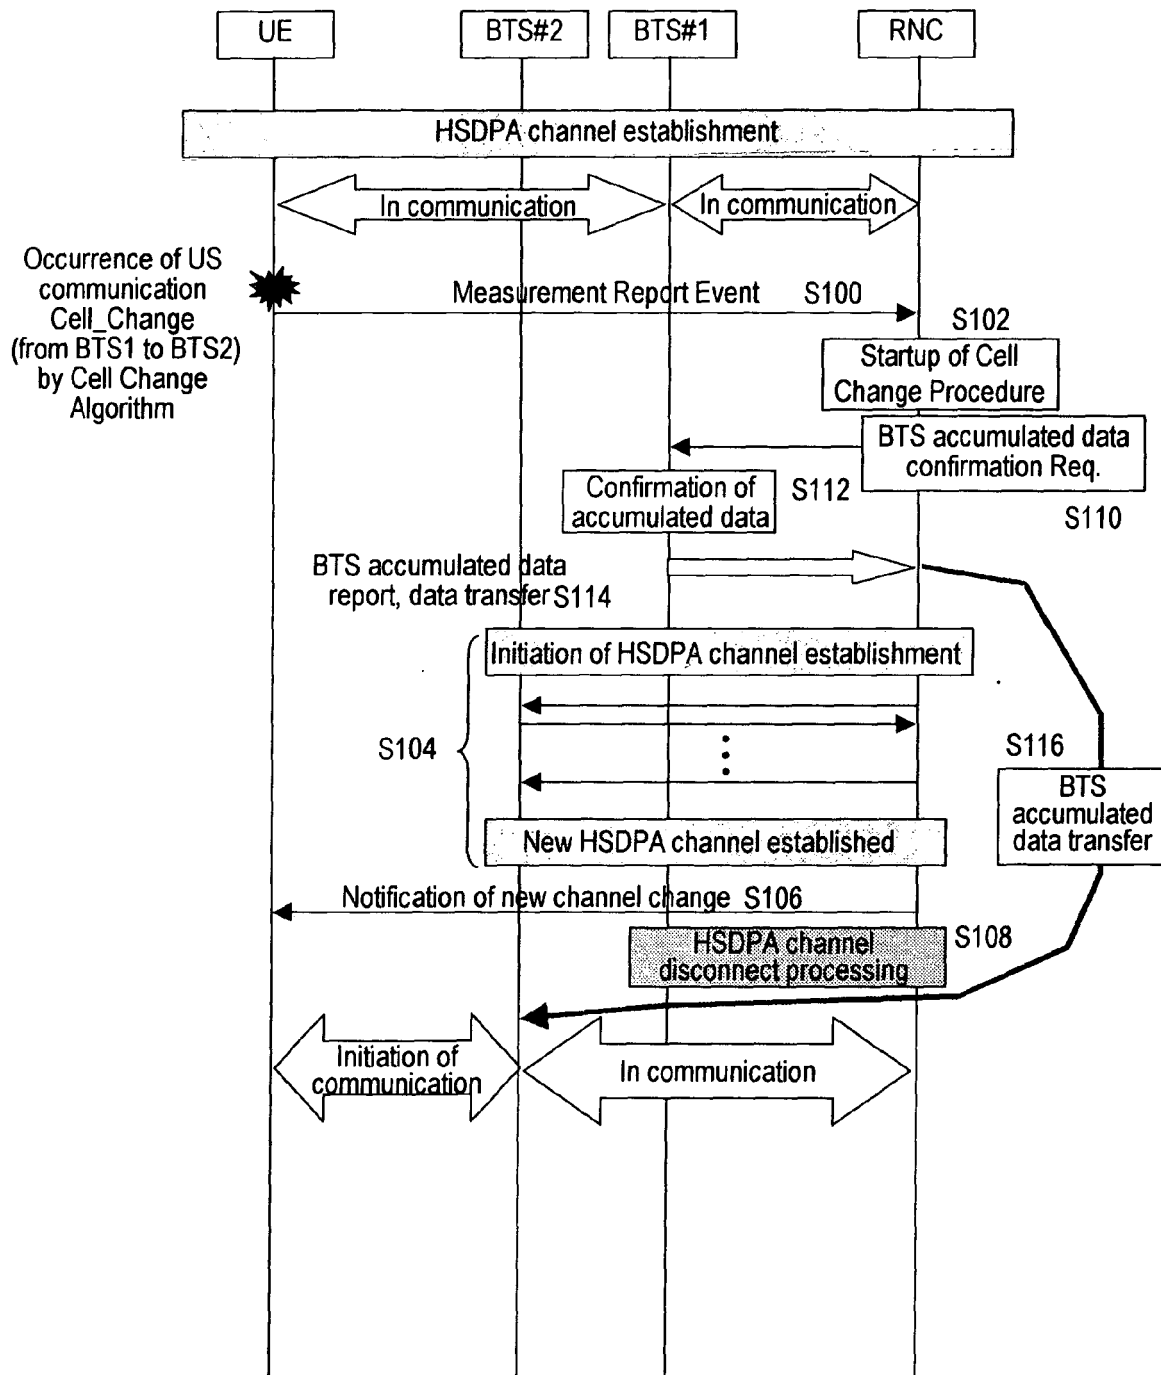 UE
BTS#2
BTS#1
RNC
HSDPA channel establishment
In communication
In communication
Occurrence of US
communication
Cell_Change
(from BTS1 to BTS2)
by Cell Change
Algorithm
Measurement Report Event
S100
S102
Startup of Cell
Change Procedure
BTS accumulated data
confirmation Req.
S110
Confirmation of
accumulated data
S112
BTS accumulated data
report, data transfer S114
Initiation of HSDPA channel establishment
S104
S116
BTS
accumulated
data transfer
New HSDPA channel established
Notification of new channel change S106
HSDPA channel
disconnect processing
S108
Initiation of
communication
In communication